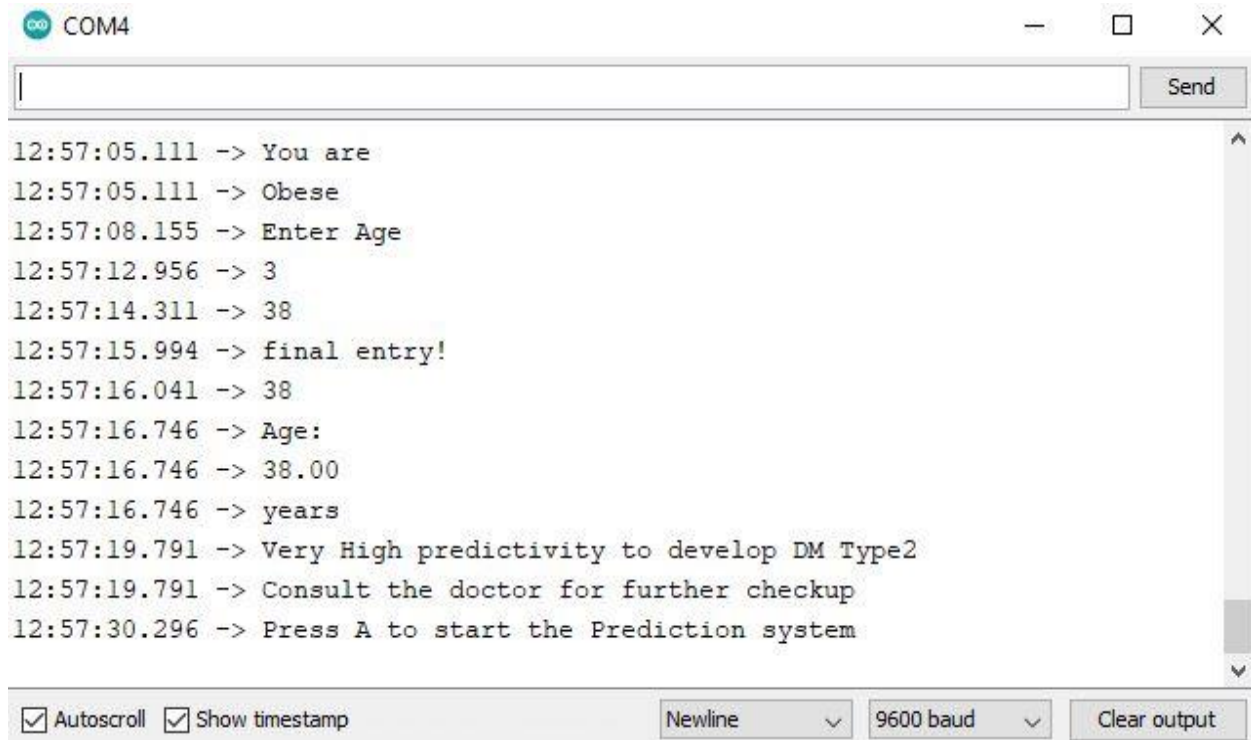 COM4
Send
12:57:05.111 -> You are
12:57:05.111 -> Obese
12:57:08.155 -> Enter Age
12:57:12.956 -> 3
12:57:14.311 -> 38
12:57:15.994 -> final entry!
12:57:16.041 -> 38
12:57:16.746 -> Age:
12:57:16.746 -> 38.00
12:57:16.746 -> years
12:57:19.791 -> Very High predictivity to develop DM Type2
12:57:19.791 -> Consult the doctor for further checkup
12:57:30.296 -> Press A to start the Prediction system
Autoscroll Show timestamp Newline 9600 baud Clear output